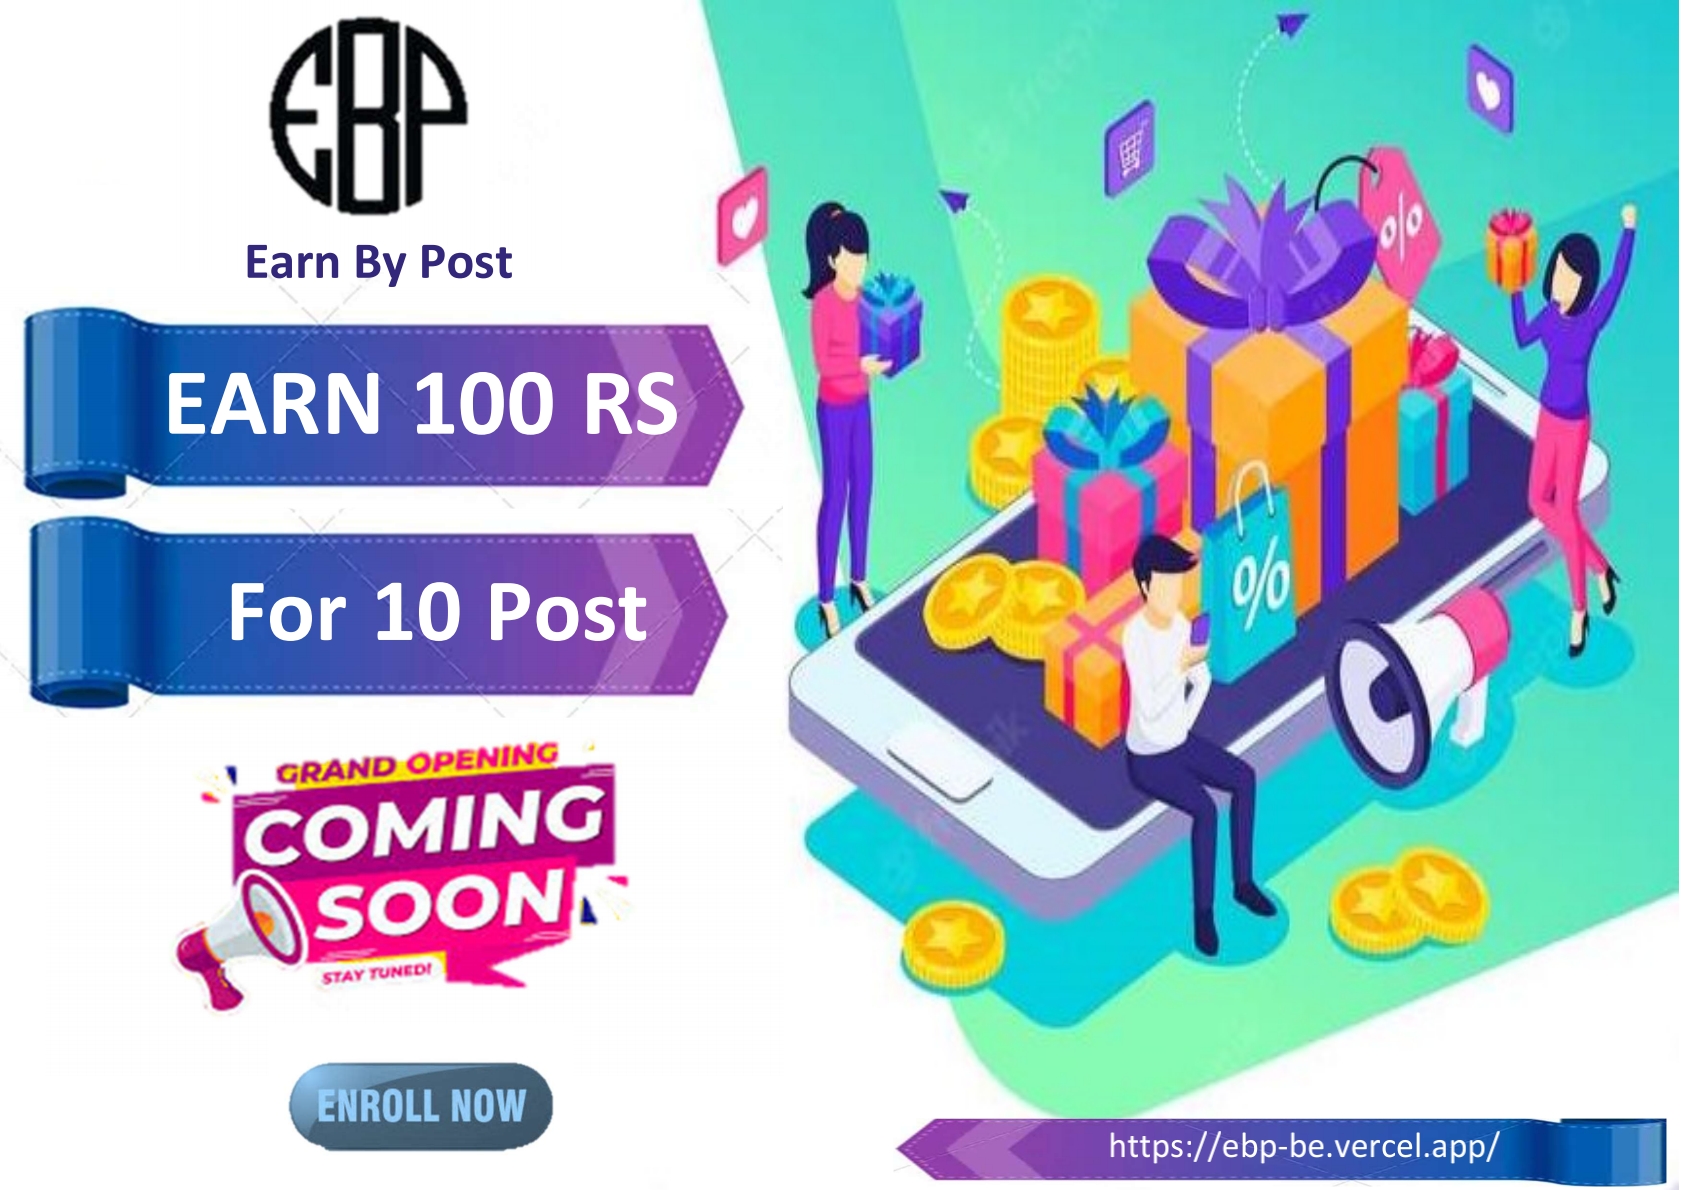 EBP
Earn By Post
EARN 100 RS
For 10 Post
GRAND OPENING
COMING
SOON
STAY TUNED!
ENROLL NOW
%
%
https://ebp-be.vercel.app/